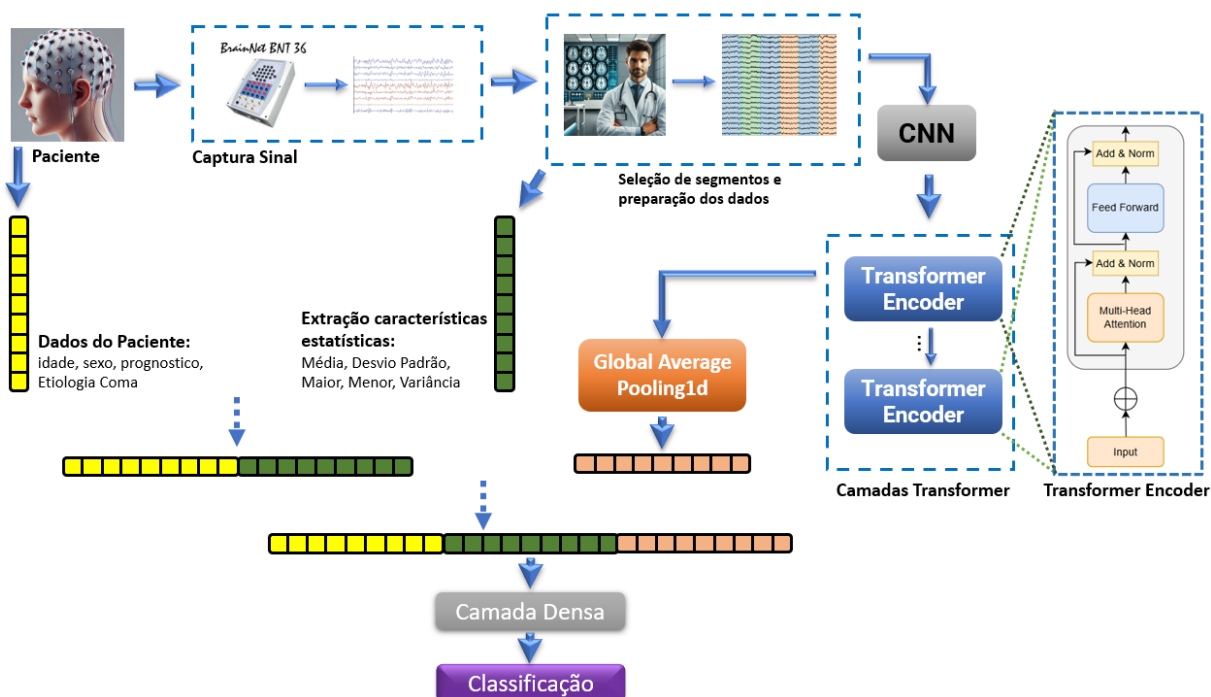 BrainNet BNT 36
Paciente
Captura Sinal
Seleção de segmentos e
preparação dos dados
CNN
Add & Norm
Feed Forward
Add & Norm
Multi-Head
Attention
Input
Transformer Encoder
Transformer
Encoder
...
Transformer
Encoder
Camadas Transformer
Dados do Paciente:
idade, sexo, prognostico,
Etiologia Coma
Extração características
estatísticas:
Média, Desvio Padrão,
Maior, Menor, Variância
Global Average
Pooling1d
Camada Densa
Classificação